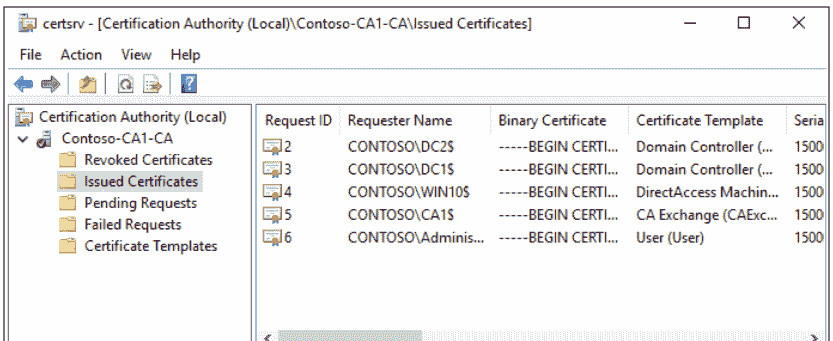 certsrv - [Certification Authority (Local)\Contoso-CA1-CA\Issued Certificates]
File Action View Help
Certification Authority (Local)
Contoso-CA1-CA
Revoked Certificates
Issued Certificates
Pending Requests
Failed Requests
Certificate Templates
Request ID Requester Name Binary Certificate Certificate Template Seria
2 CONTOSO\DC2$ -----BEGIN CERTI... Domain Controller (... 1500
3 CONTOSO\DC1$ -----BEGIN CERTI... Domain Controller (... 1500
4 CONTOSO\WIN10$ -----BEGIN CERTI... DirectAccess Machin... 1500
5 CONTOSO\CA1$ -----BEGIN CERTI... CA Exchange (CAExc... 1500
6 CONTOSO\Adminis... -----BEGIN CERTI... User (User) 1500